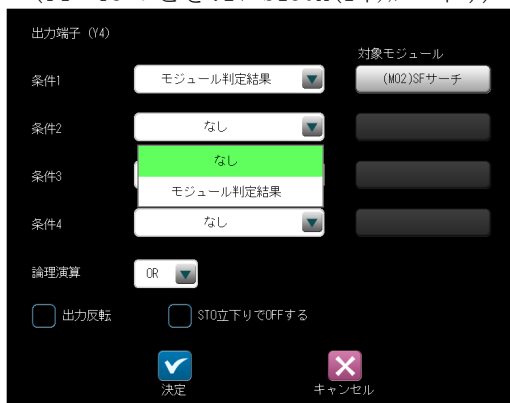 出力端子 (Y4)
対象モジュール
条件1 モジュール判定結果 (M02)SFサーチ
条件2 なし
なし
条件3
モジュール判定結果
条件4 なし
論理演算 OR
出力反転 STO立下りでOFFする
決定 キャンセル